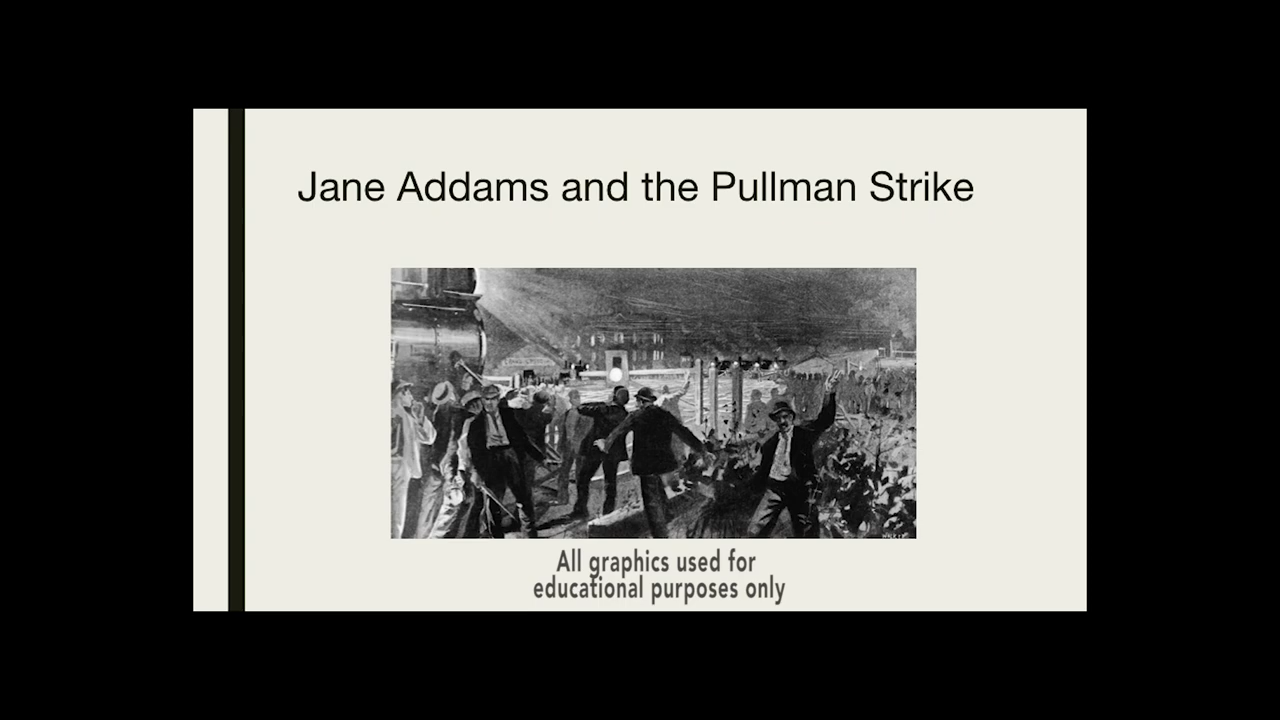 Jane Addams and the Pullman Strike
All graphics used for
educational purposes only